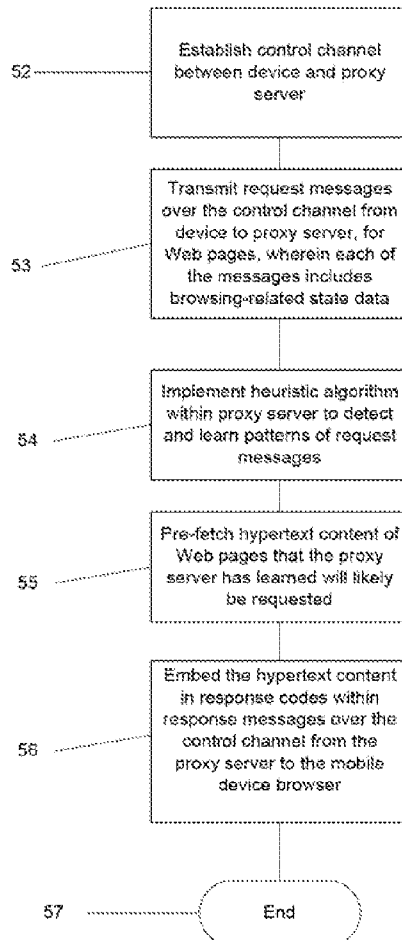 52
Establish control channel
between device and proxy
server
53
Transmit request messages
over the control channel from
device to proxy server, for
Web pages, wherein each of
the messages includes
browsing-related state data
54
Implement heuristic algorithm
within proxy server to detect
and learn patterns of request
messages
55
Pre-fetch hypertext content of
Web pages that the proxy
server has learned will likely
be requested
56
Embed the hypertext content
in response codes within
response messages over the
control channel from the
proxy server to the mobile
device browser
57
End